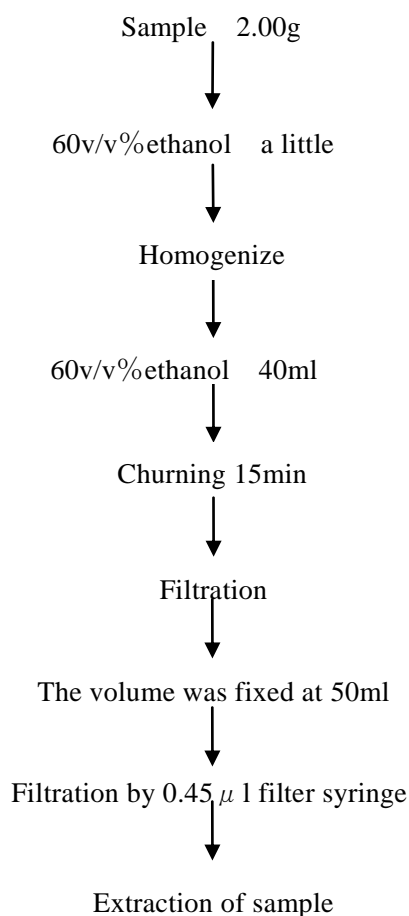 Sample 2.00g
60v/v%ethanol a little
Homogenize
60v/v%ethanol 40ml
Churning 15min
Filtration
The volume was fixed at 50ml
Filtration by 0.45μl filter syringe
Extraction of sample